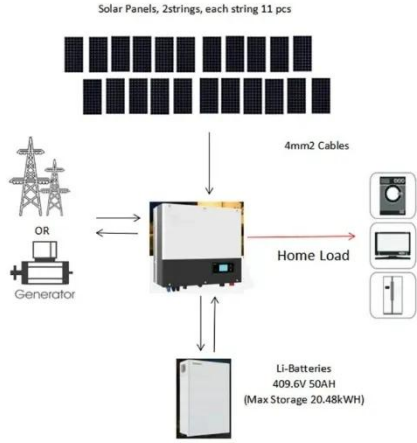 Solar Panels, 2strings, each string 11 pcs
4mm2 Cables
OR
Home Load
Generator
Li-Batteries
409.6V 50AH
(Max Storage 20.48kWH)